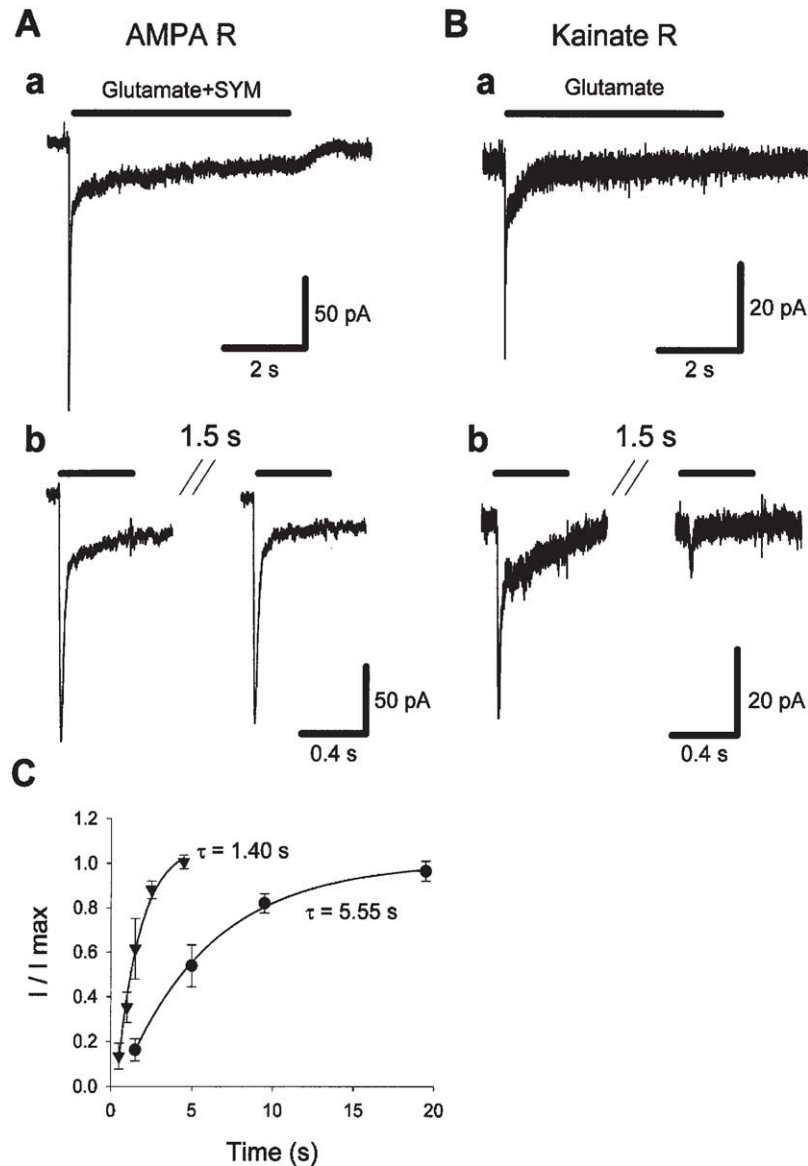 A
AMPA R
B
Kainate R
a
Glutamate+SYM
50 pA
2 s
a
Glutamate
20 pA
2 s
b
1.5 s
50 pA
0.4 s
b
1.5 s
20 pA
0.4 s
C
I / I max
1.2
1.0
0.8
0.6
0.4
0.2
0.0
τ = 1.40 s
τ = 5.55 s
0 5 10 15 20
Time (s)